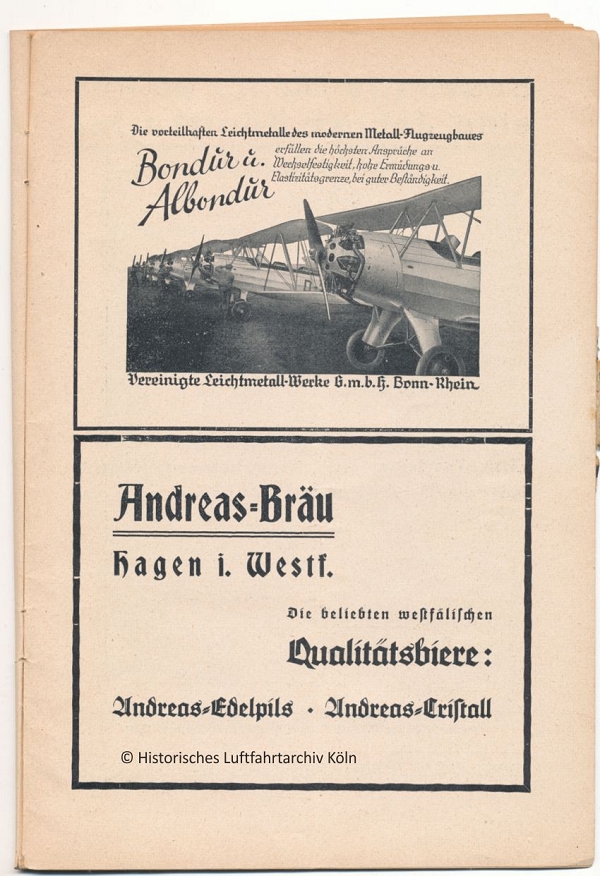 Die vorteilhaften Leichtmetalle des modernen Metall-Flugzeugbaues
Bondur u.
Albondur
erfüllen die höchsten Ansprüche an
Wechselfestigkeit, hohe Ermüdungs- u.
Elastizitätsgrenze, bei guter Beständigkeit.
Vereinigte Leichtmetall-Werke G.m.b.H. Bonn-Rhein
Andreas-Bräu
Hagen i. Westf.
Die beliebten westfälischen
Qualitätsbiere:
Andreas-Edelpils · Andreas-Cristall
© Historisches Luftfahrtarchiv Köln